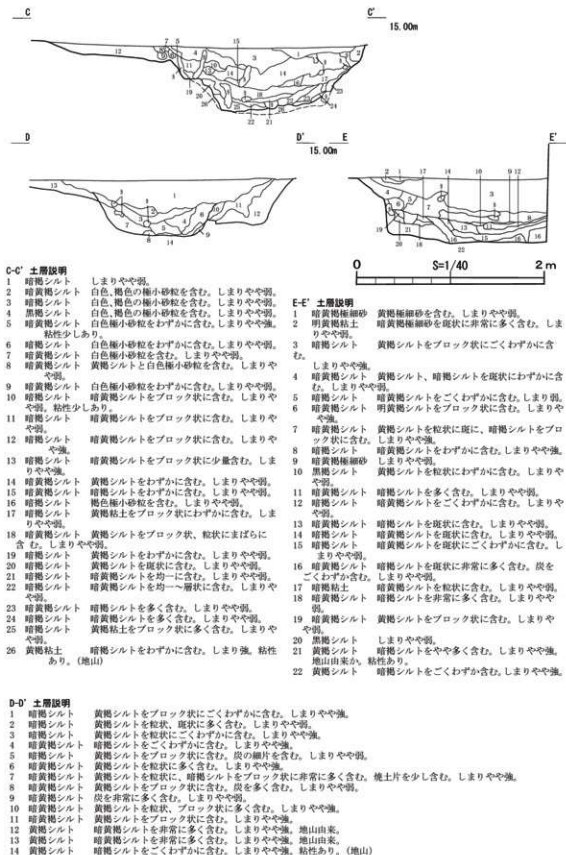 C C'
15.00m
D D' E E'
15.00m
0 S=1/40 2 m
C-C' 土層説明
1 暗褐シルト しまりやや弱。
2 暗黄褐シルト 白色、褐色の極小砂粒を含む。しまりやや弱。
3 暗褐シルト 白色、褐色の極小砂粒を含む。しまりやや弱。
4 黒褐シルト 白色、褐色の極小砂粒を含む。しまりやや弱。
5 暗黄褐シルト 白色極小砂粒をわずかに含む。しまりやや強。
粘性少しあり。
6 暗褐シルト 白色極小砂粒をわずかに含む。しまりやや弱。
7 暗黄褐シルト 白色極小砂粒を含む。しまりやや弱。
8 暗黄褐シルト 黄褐シルトと白色極小砂粒を含む。しまりや
や弱。
9 暗褐シルト 白色極小砂粒をわずかに含む。しまりやや弱。
10 暗褐シルト 暗黄褐シルトをブロック状に含む。しまりや
や弱。粘性少しあり。
11 暗褐シルト 暗黄褐シルトをブロック状に含む。しまりや
や弱。
12 暗褐シルト 暗黄褐シルトをブロック状に含む。しまりや
や強。
13 暗褐シルト 暗黄褐シルトをブロック状に少量含む。しま
りやや強。
14 暗黄褐シルト 黄褐シルトをわずかに含む。しまりやや弱。
15 暗黄褐シルト 暗褐シルトをわずかに含む。しまりやや弱。
16 暗褐シルト 褐色極小砂粒を含む。しまりやや弱。
17 暗褐シルト 黄褐粘土をブロック状にわずかに含む。しま
りやや弱。
18 暗黄褐シルト 黄褐シルトをブロック状、粒状にまばらに
含む。しまりやや弱。
19 暗褐シルト 黄褐シルトをわずかに含む。しまりやや弱。
20 暗褐シルト 黄褐シルトを斑状に含む。しまりやや弱。
21 暗褐シルト 暗黄褐シルトを均一に含む。しまりやや弱。
22 暗褐シルト 暗黄褐シルトを均一～層状に含む。しまりや
や弱。
23 暗黄褐シルト 暗褐シルトを多く含む。しまりやや弱。
24 暗褐シルト 暗黄褐シルトを多く含む。しまりやや弱。
25 暗褐シルト 黄褐粘土をブロック状に多く含む。しまりや
や弱。
26 黄褐粘土 暗褐シルトをわずかに含む。しまり強。粘性
あり。(地山)
E-E' 土層説明
1 暗黄褐極細砂 黄褐極細砂を含む。しまりやや弱。
2 明黄褐粘土 暗黄褐極細砂を斑状に非常に多く含む。しま
りやや弱。
3 暗褐シルト 黄褐シルトをブロック状にごくわずかに含
む。
しまりやや強。
4 暗黄褐シルト 黄褐シルト、暗褐シルトを斑状にわずかに含
む。しまりやや強。
5 暗褐シルト 暗黄褐シルトをごくわずかに含む。しまり弱。
6 暗黄褐シルト 明黄褐シルトをブロック状に含む。しまりや
や強。
7 暗黄褐シルト 黄褐シルトを粒状に斑に、暗褐シルトをブロ
ック状に含む。しまりやや強。
8 暗褐シルト 暗黄褐シルトをわずかに含む。しまりやや強。
9 暗黄褐極細砂 しまりやや弱。
10 黒褐シルト 黄褐シルトを粒状にわずかに含む。しまりや
や弱。
11 暗褐シルト 暗黄褐シルトを多く含む。しまりやや弱。
12 暗褐シルト 暗黄褐シルトをごくわずかに含む。しまりや
や弱。
13 暗黄褐シルト 暗褐シルトを斑状に含む。しまりやや弱。
14 暗褐シルト 暗黄褐シルトを斑状に含む。しまりやや弱。
15 暗褐シルト 暗黄褐シルトを斑状にごくわずかに含む。し
まりやや弱。
16 暗黄褐シルト 暗褐シルトを斑状に非常に多く含む。炭を
ごくわずか含む。しまりやや弱。
17 暗褐粘土 暗黄褐シルトを粒状に含む。しまりやや弱。
18 暗黄褐シルト 暗褐シルトを非常に多く含む。しまりやや
弱。
19 暗褐シルト 黄褐シルトをブロック状に含む。しまりや
や弱。
20 黒褐シルト しまりやや弱。
21 黄褐シルト 暗褐シルトをやや多く含む。しまりやや強。
地山由来か。粘性あり。
22 黄褐シルト 暗褐シルトをごくわずか含む。しまりやや強。
D-D' 土層説明
1 暗褐シルト 黄褐シルトをブロック状にごくわずかに含む。しまりやや強。
2 暗褐シルト 黄褐シルトを粒状、斑状に多く含む。しまりやや弱。
3 暗褐シルト 黄褐シルトを粒状にごくわずかに含む。しまりやや強。
4 暗黄褐シルト 暗褐シルトをごくわずかに含む。しまりやや強。
5 暗褐シルト 黄褐シルトをブロック状に含む。炭の細片を含む。しまりやや弱。
6 暗黄褐シルト 黄褐シルトを粒状に多く含む。しまりやや強。
7 暗黄褐シルト 黄褐シルトを粒状に、暗褐シルトをブロック状に非常に多く含む。焼土片を少し含む。しまりやや強。
8 暗黄褐シルト 黄褐シルトをブロック状に含む。炭を多く含む。しまりやや弱。
9 暗褐シルト 炭を非常に多く含む。しまりやや弱。
10 暗黄褐シルト 黄褐シルトを粒状、ブロック状に多く含む。しまりやや強。
11 暗褐シルト 黄褐シルトをブロック状に含む。しまりやや強。
12 黄褐シルト 暗黄褐シルトを非常に多く含む。しまりやや強。地山由来。
13 黄褐シルト 暗黄褐シルトを非常に多く含む。しまりやや強。地山由来。
14 黄褐シルト 暗褐シルトをごくわずかに含む。しまりやや強。粘性あり。(地山)